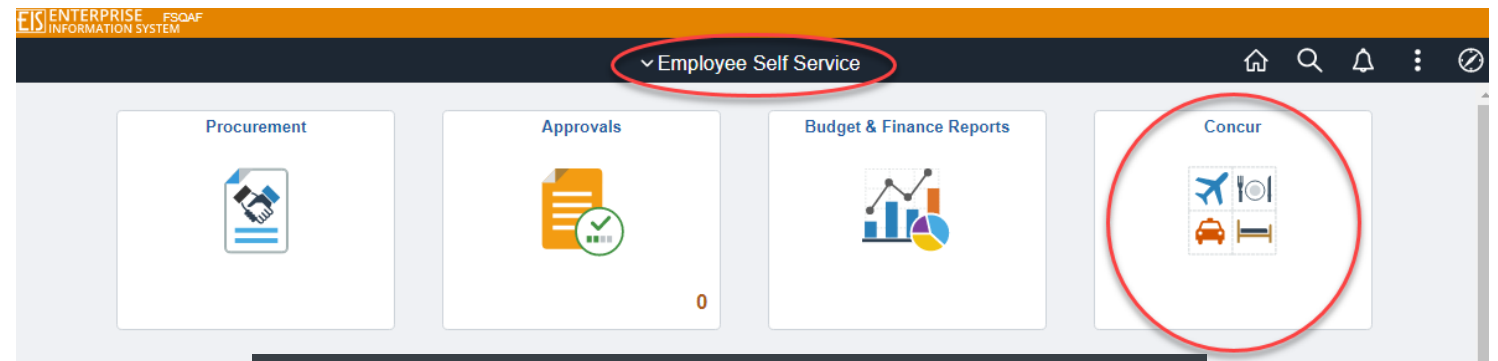 EIS ENTERPRISE INFORMATION SYSTEM FSQAF
Employee Self Service
Procurement
Approvals
Budget & Finance Reports
Concur
0